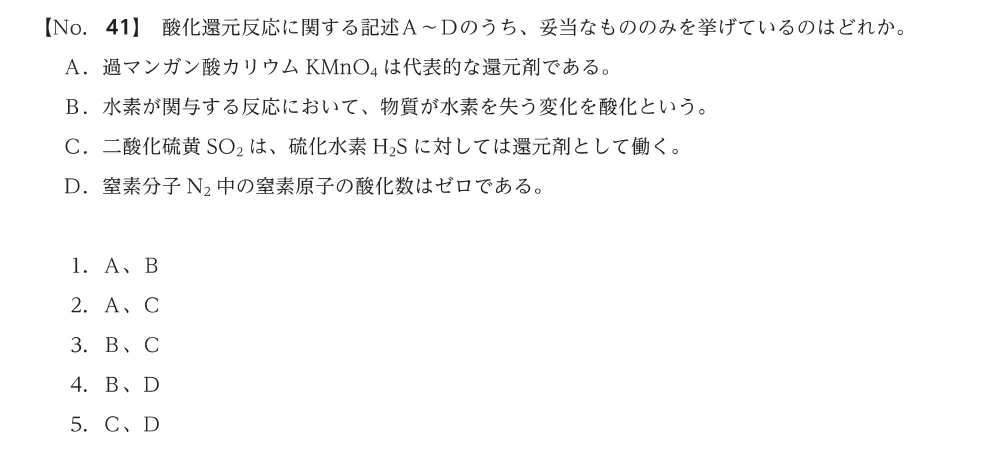 【No. 41】 酸化還元反応に関する記述A~Dのうち、妥当なもののみを挙げているのはどれか。
A. 過マンガン酸カリウム KMnO₄ は代表的な還元剤である。
B. 水素が関与する反応において、物質が水素を失う変化を酸化という。
C. 二酸化硫黄 SO₂ は、硫化水素 H₂S に対しては還元剤として働く。
D. 窒素分子 N₂ 中の窒素原子の酸化数はゼロである。
1. A、B
2. A、C
3. B、C
4. B、D
5. C、D